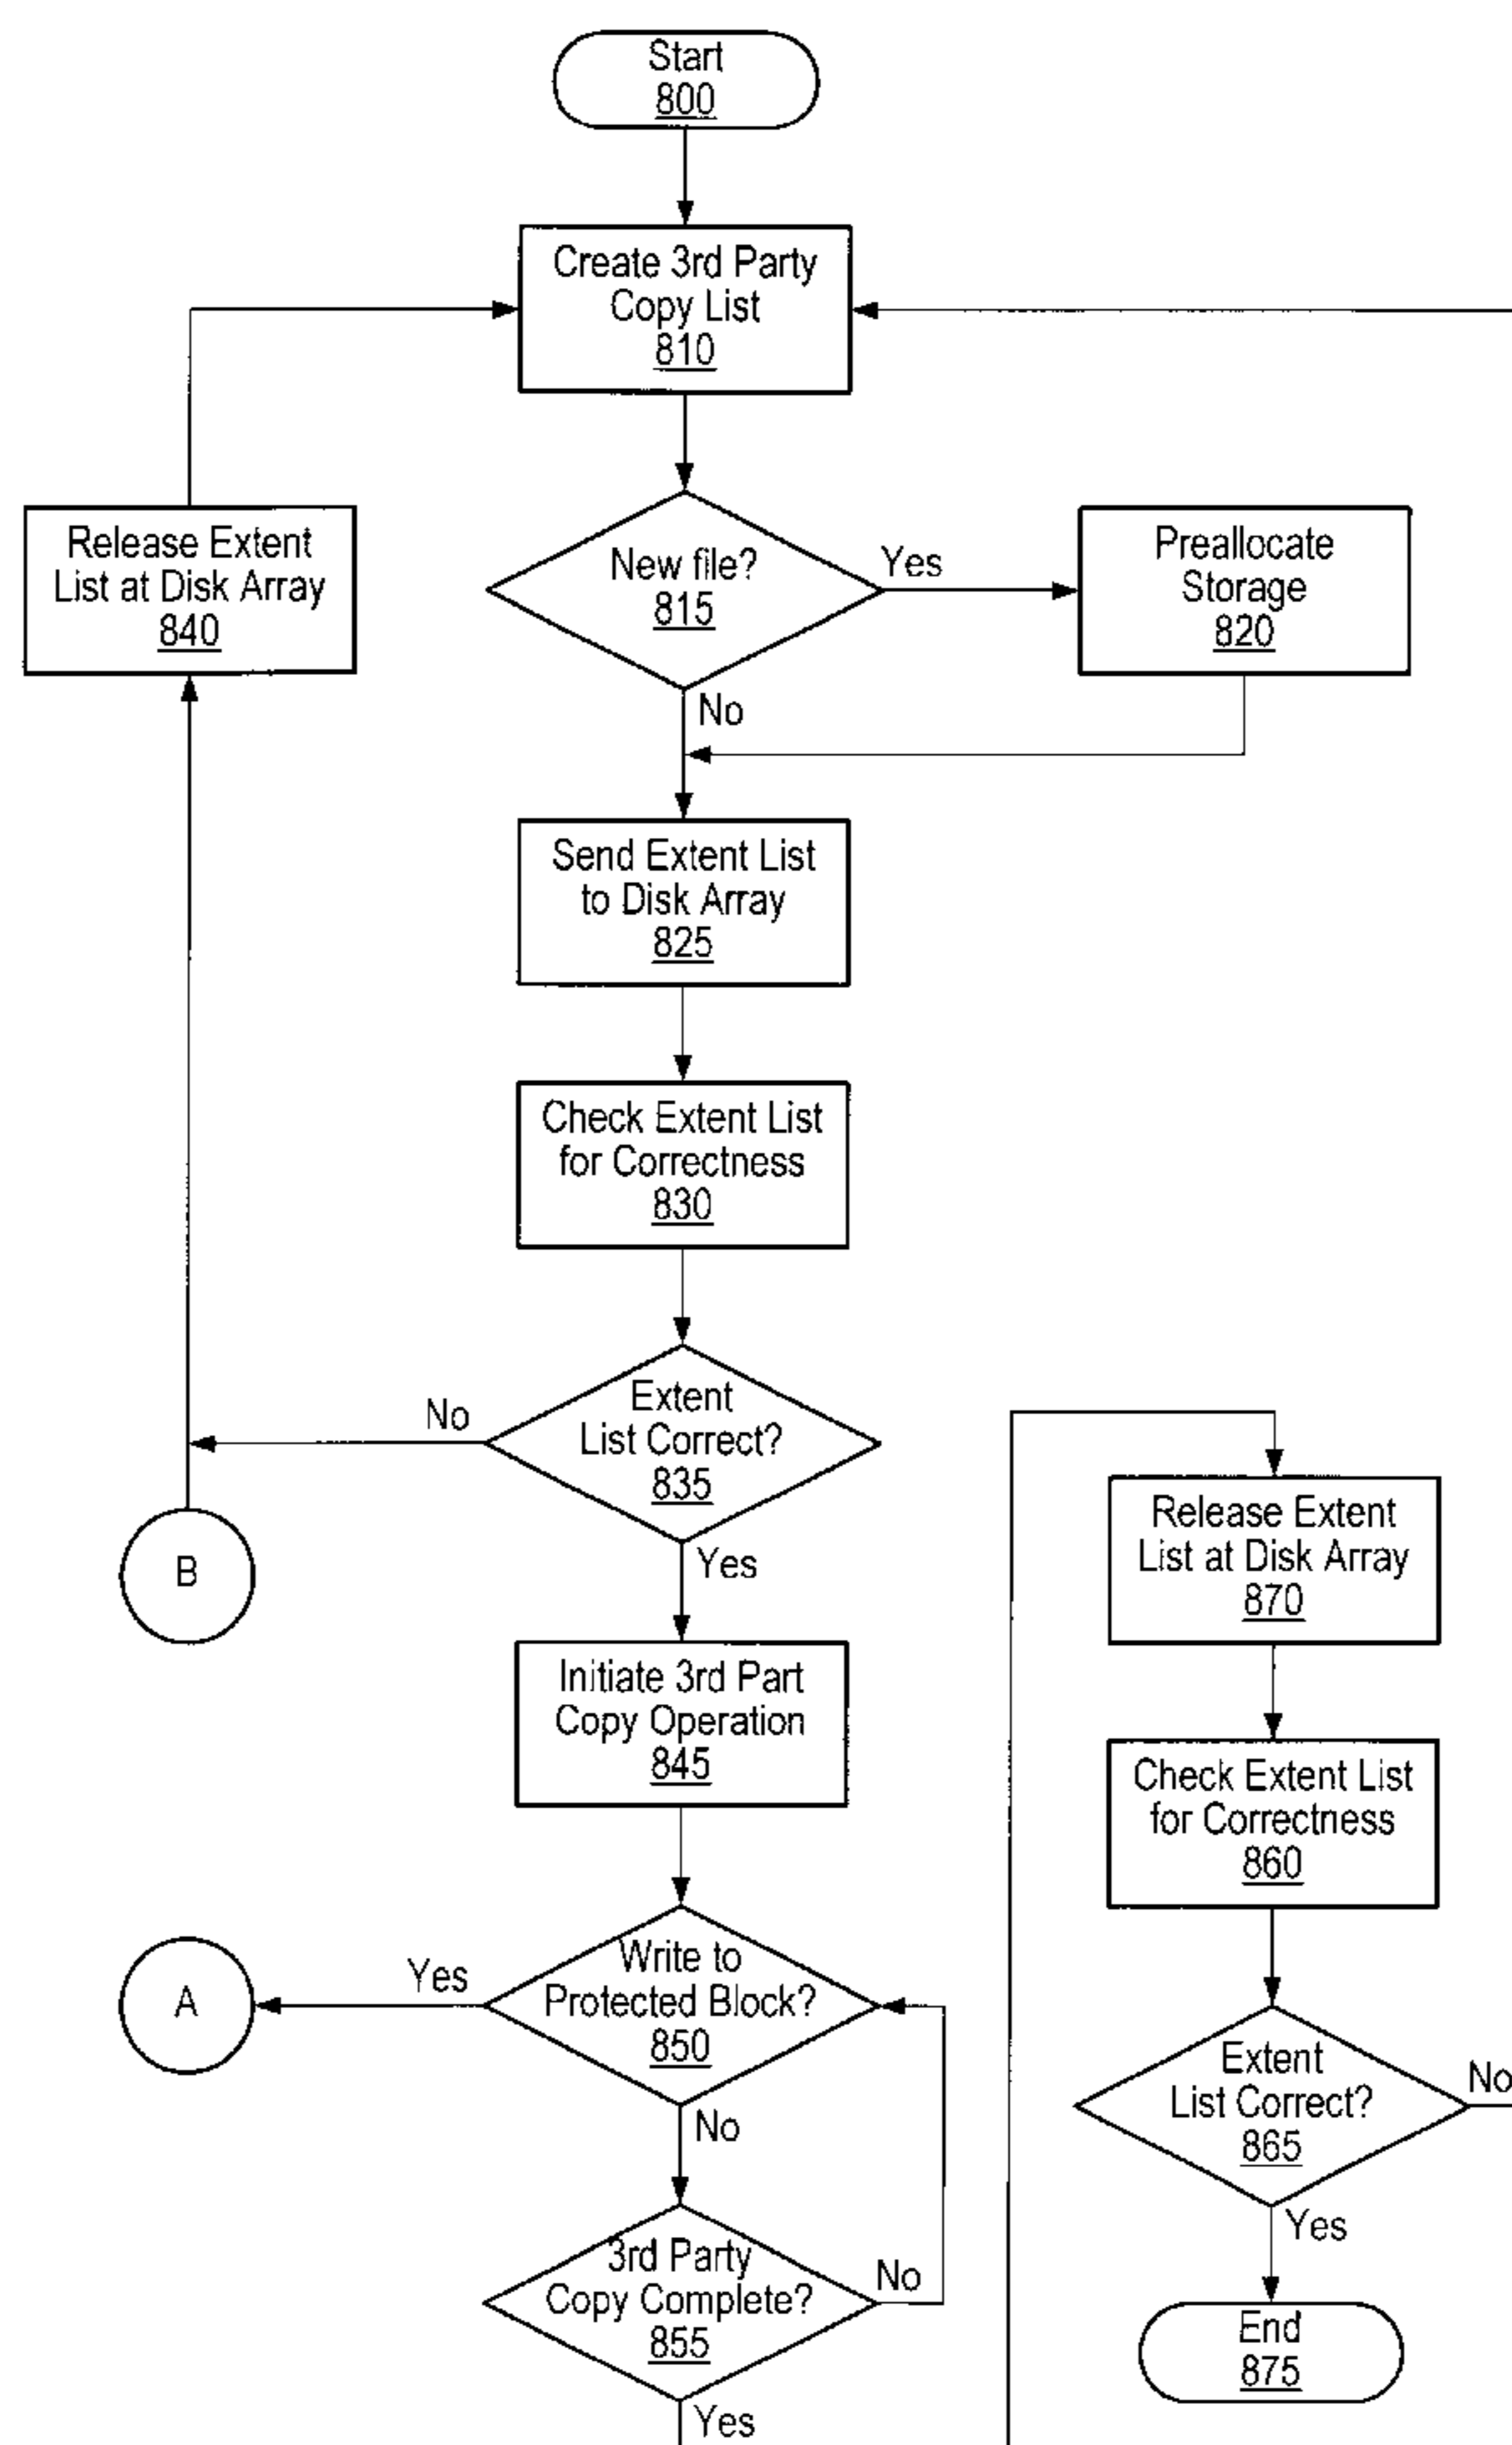 Start
800
Create 3rd Party
Copy List
810
Release Extent
List at Disk Array
840
New file?
815
Yes
No
Preallocate
Storage
820
Send Extent List
to Disk Array
825
Check Extent List
for Correctness
830
Extent
List Correct?
835
No
Yes
B
Initiate 3rd Part
Copy Operation
845
Write to
Protected Block?
850
Yes
No
A
3rd Party
Copy Complete?
855
No
Yes
Release Extent
List at Disk Array
870
Check Extent List
for Correctness
860
Extent
List Correct?
865
No
Yes
End
875